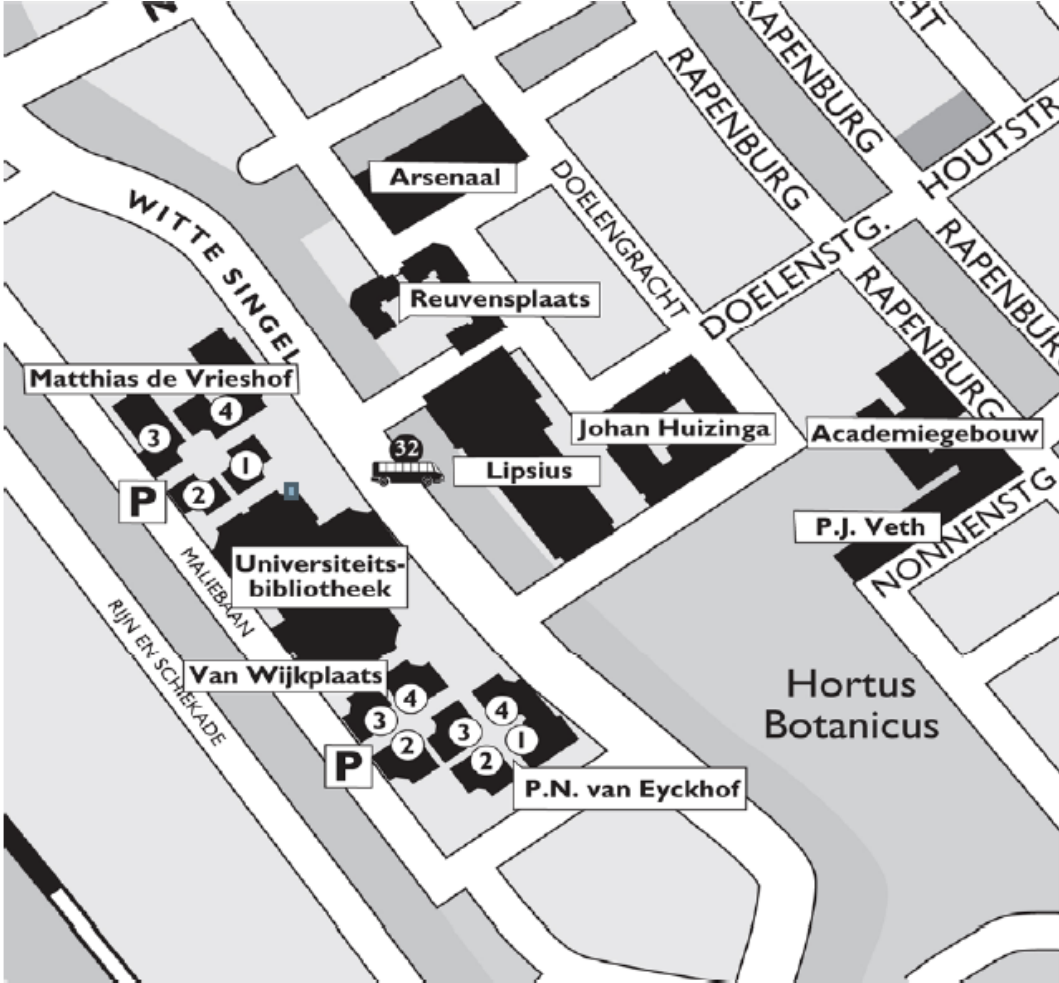 RAPENBURG
HOUTSTR
RAPENBURG
Arsenaal
DOELENGRACHT
DOELENSTG.
RAPENBURG
WITTE SINGEL
Reuvensplaats
RAPENBURG
Matthias de Vrieshof
4
3
1
2
P
32
Lipsius
Johan Huizinga
Academiegebouw
P.J. Veth
NONNENSTG
Universiteits-
bibliotheek
MALIEBAAN
RIJN EN SCHIEKADE
Van Wijkplaats
4
3
2
4
3
1
2
P
P.N. van Eyckhof
Hortus
Botanicus